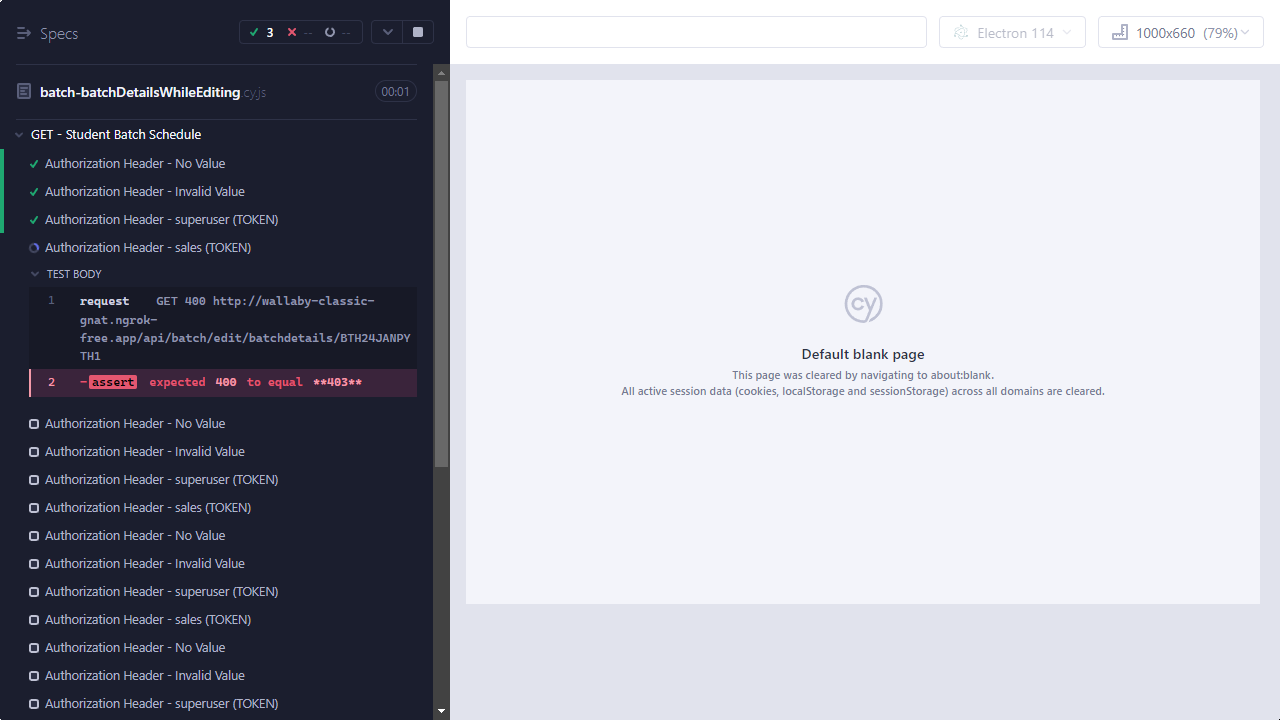 Specs
3
--
--
Electron 114
1000x660 (79%)
batch-batchDetailsWhileEditing.cy.js
00:01
GET - Student Batch Schedule
Authorization Header - No Value
Authorization Header - Invalid Value
Authorization Header - superuser (TOKEN)
Authorization Header - sales (TOKEN)
TEST BODY
1 request GET 400 http://wallaby-classic-
gnat.ngrok-
free.app/api/batch/edit/batchdetails/BTH24JANPY
TH1
2 -assert expected 400 to equal **403**
Authorization Header - No Value
Authorization Header - Invalid Value
Authorization Header - superuser (TOKEN)
Authorization Header - sales (TOKEN)
Authorization Header - No Value
Authorization Header - Invalid Value
Authorization Header - superuser (TOKEN)
Authorization Header - sales (TOKEN)
Authorization Header - No Value
Authorization Header - Invalid Value
Authorization Header - superuser (TOKEN)
cy
Default blank page
This page was cleared by navigating to about:blank.
All active session data (cookies, localStorage and sessionStorage) across all domains are cleared.